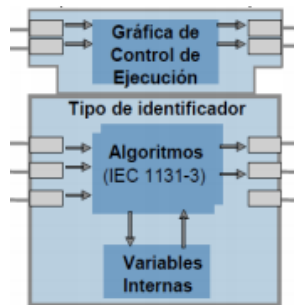 Gráfica de
Control de
Ejecución
Tipo de identificador
Algoritmos
(IEC 1131-3)
Variables
Internas